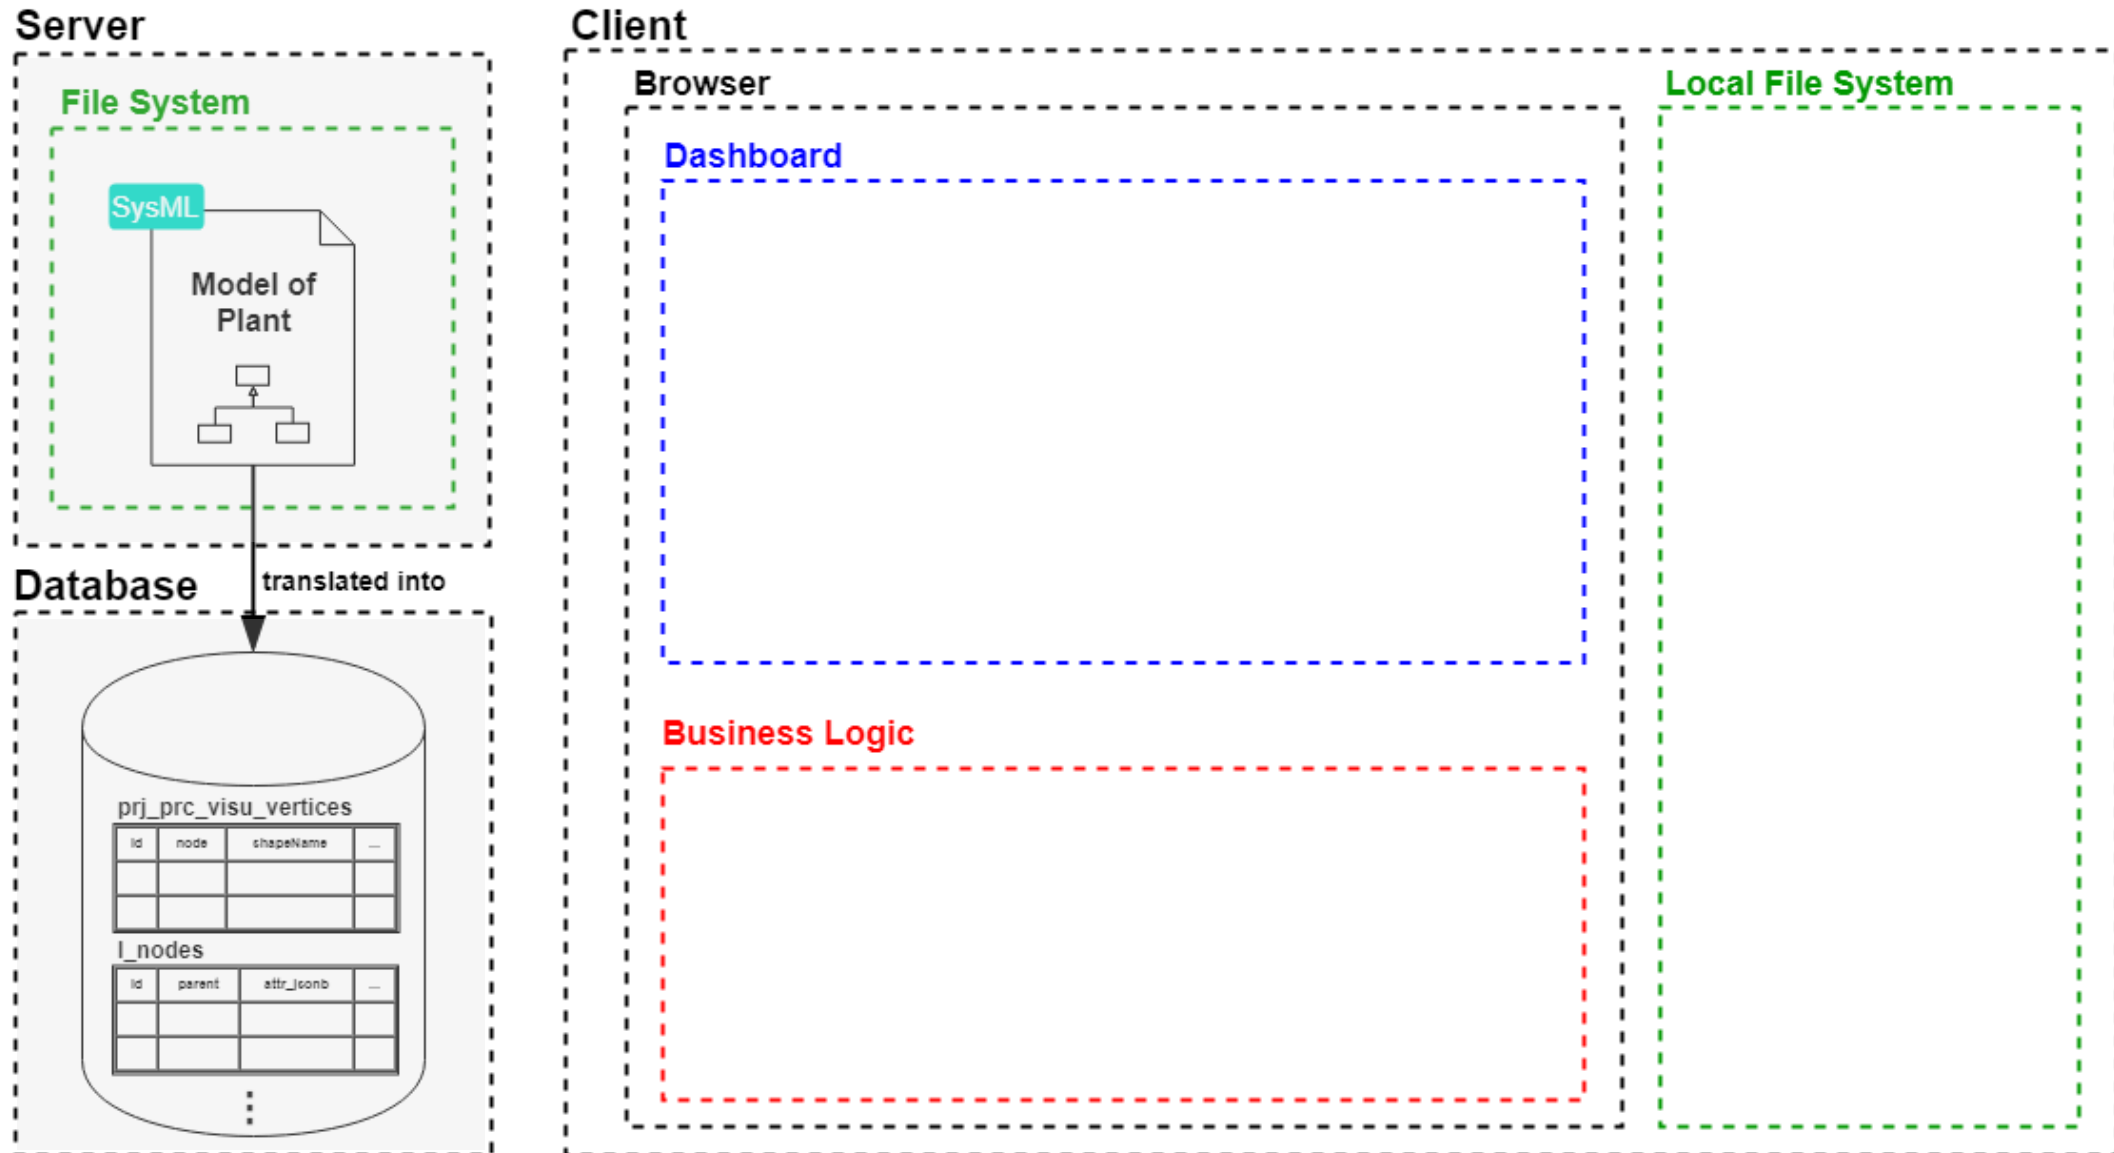 Server
File System
SysML
Model of
Plant
translated into
Database
prj_prc_visu_vertices
id node shapeName ...
l_nodes
id parent attr_jsonb ...
Client
Browser
Dashboard
Business Logic
Local File System